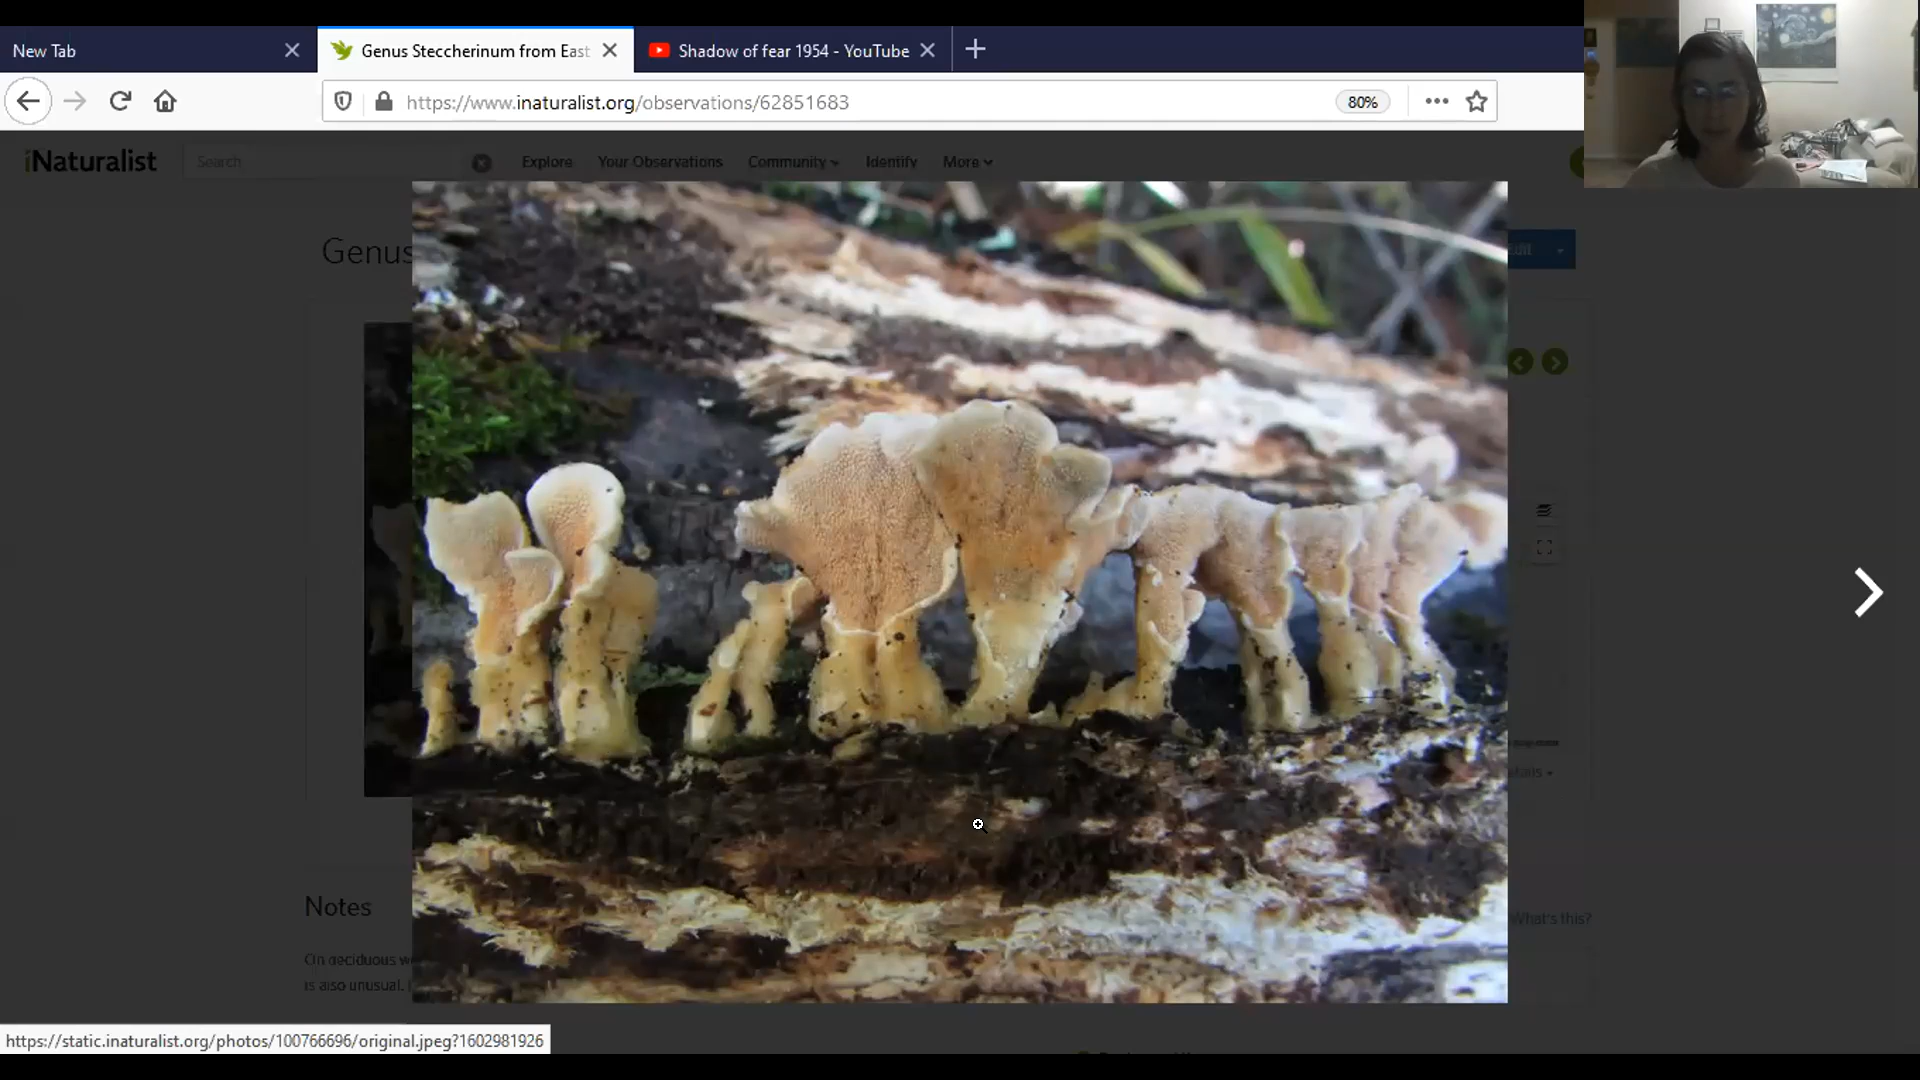 New Tab
Genus Steccherinum from East
Shadow of fear 1954 - YouTube
https://www.inaturalist.org/observations/62851683
80%
iNaturalist
Search
Explore
Your Observations
Community
Identify
More
Genus
Edit
Notes
What's this?
On deciduous w
is also unusual.
https://static.inaturalist.org/photos/100766696/original.jpeg?1602981926